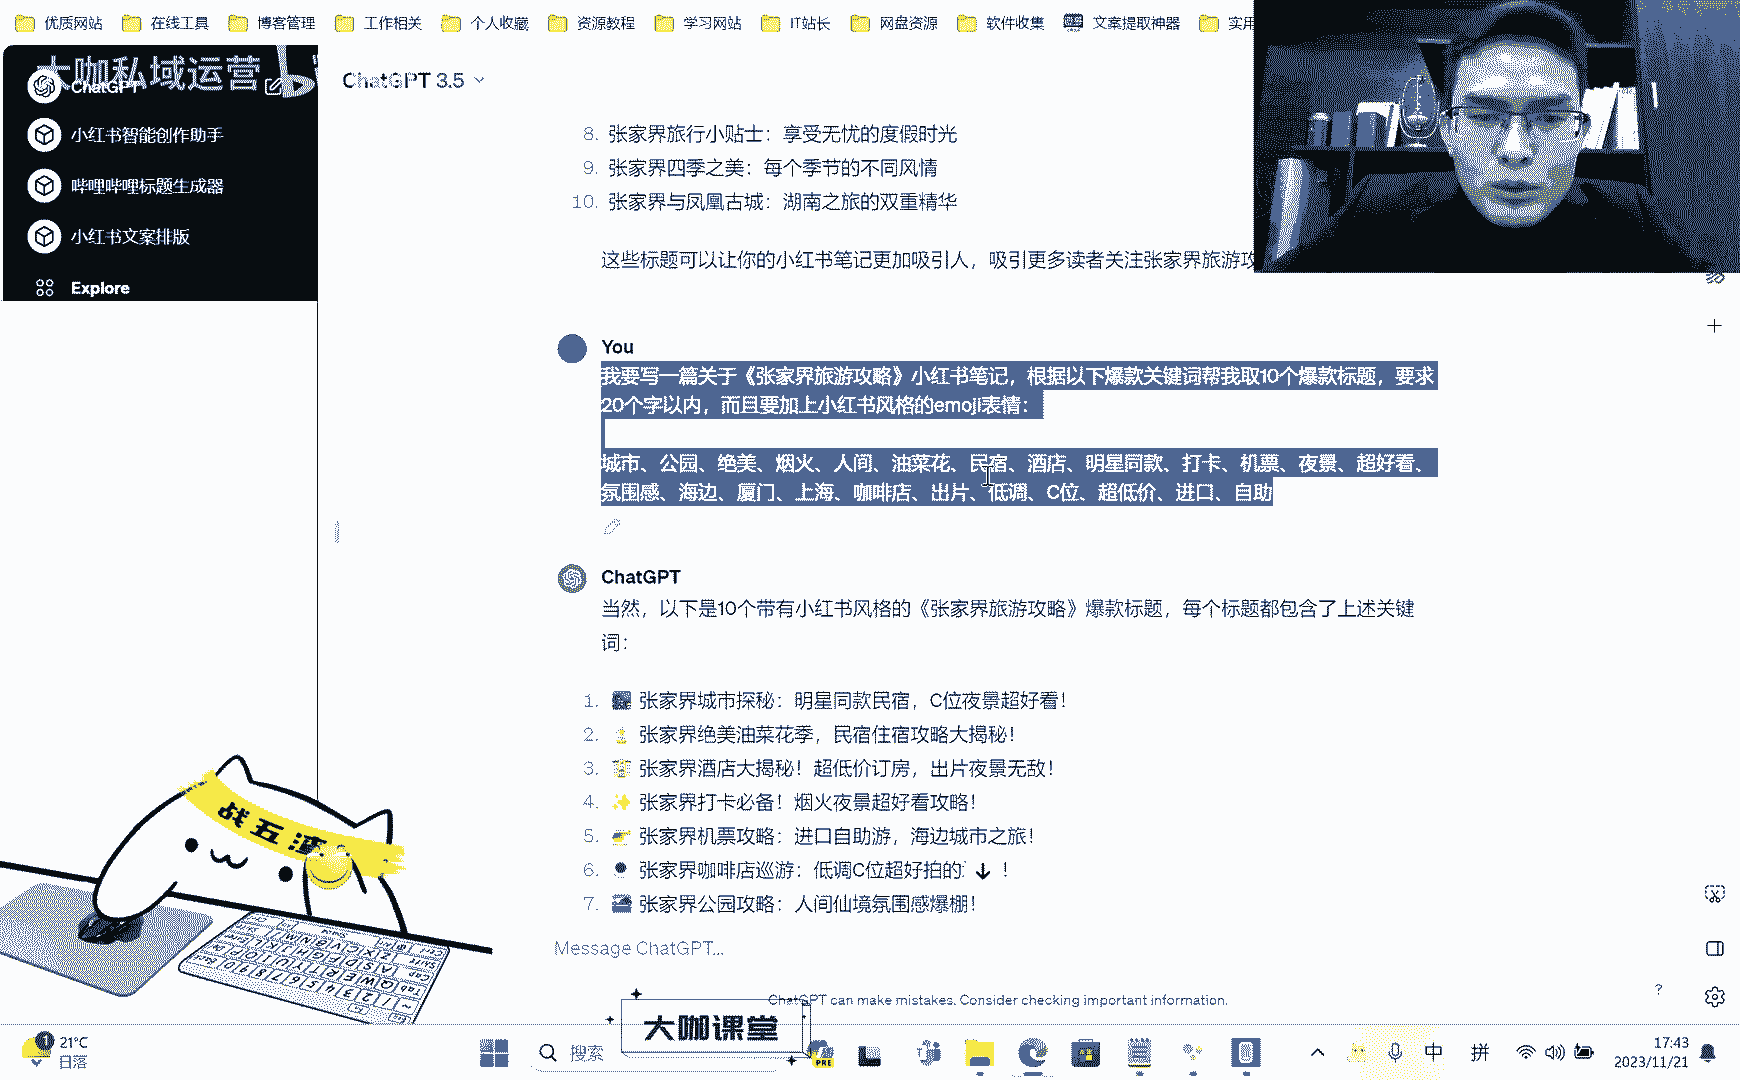 优质网站
在线工具
博客管理
工作相关
个人收藏
资源教程
学习网站
IT站长
网盘资源
软件收集
文案提取神器
实用
大咖私域运营
ChatGPT
小红书智能创作助手
哔哩哔哩标题生成器
小红书文案排版
Explore
ChatGPT 3.5
8. 张家界旅行小贴士：享受无忧的度假时光
9. 张家界四季之美：每个季节的不同风情
10. 张家界与凤凰古城：湖南之旅的双重精华
这些标题可以让你的小红书笔记更加吸引人，吸引更多读者关注张家界旅游攻
You
我要写一篇关于《张家界旅游攻略》小红书笔记，根据以下爆款关键词帮我取10个爆款标题，要求
20个字以内，而且要加上小红书风格的emoji表情：
城市、公园、绝美、烟火、人间、油菜花、民宿、酒店、明星同款、打卡、机票、夜景、超好看、
氛围感、海边、厦门、上海、咖啡店、出片、低调、C位、超低价、进口、自助
ChatGPT
当然，以下是10个带有小红书风格的《张家界旅游攻略》爆款标题，每个标题都包含了上述关键
词：
1. 张家界城市探秘：明星同款民宿，C位夜景超好看！
2. 张家界绝美油菜花季，民宿住宿攻略大揭秘！
3. 张家界酒店大揭秘！超低价订房，出片夜景无敌！
4. ✨ 张家界打卡必备！烟火夜景超好看攻略！
5. 张家界机票攻略：进口自助游，海边城市之旅！
6. 张家界咖啡店巡游：低调C位超好拍的 ！
7. 张家界公园攻略：人间仙境氛围感爆棚！
Message ChatGPT...
ChatGPT can make mistakes. Consider checking important information.
?
战五渣
大咖课堂
1
21°C
日落
搜索
PRE
中
拼
17:43
2023/11/21